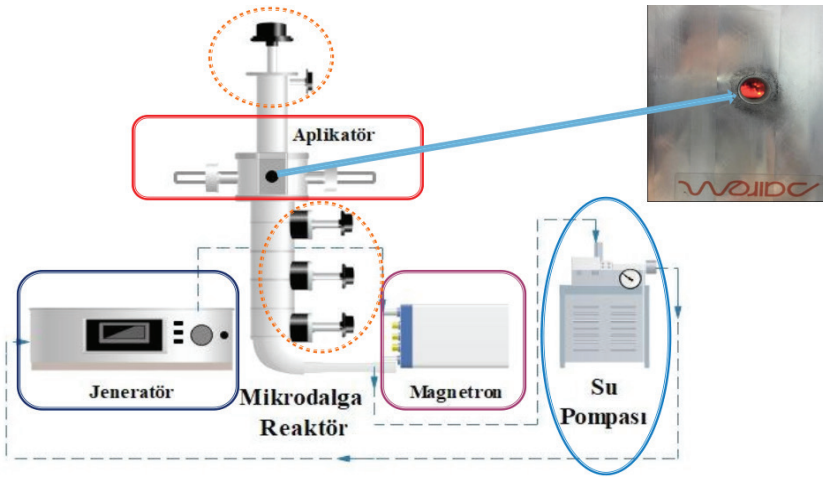 Aplikatör
Jeneratör
Mikrodalga
Reaktör
Magnetron
Su
Pompası